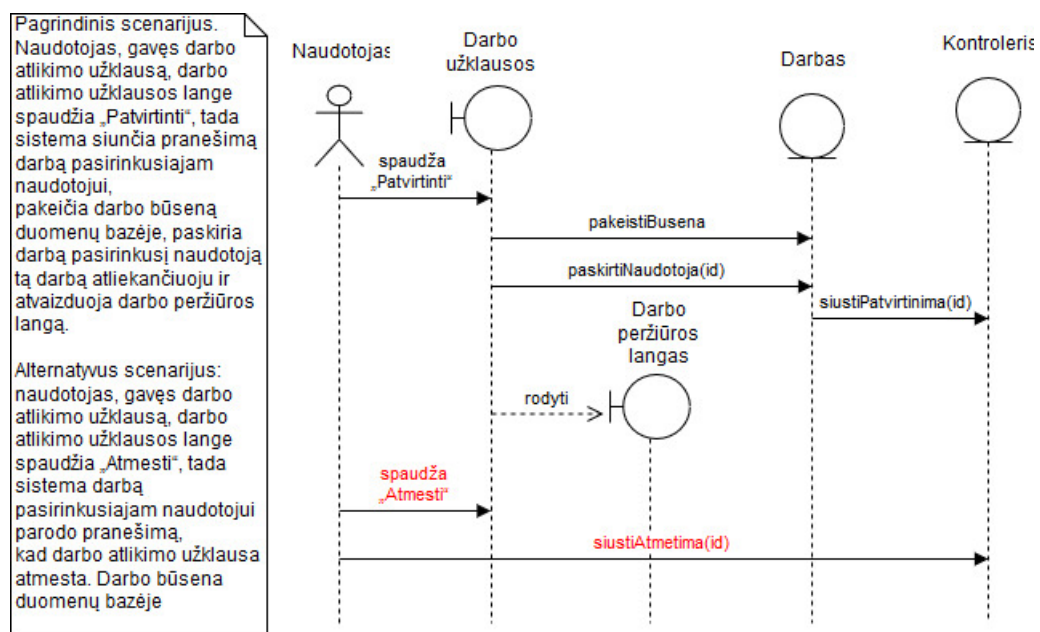 Pagrindinis scenarijus.
Naudotojas, gavęs darbo
atlikimo užklausą, darbo
atlikimo užklausos lange
spaudžia „Patvirtinti“, tada
sistema siunčia pranešimą
darbą pasirinkusiajam
naudotojui,
pakeičia darbo būseną
duomenų bazėje, paskiria
darbą pasirinkusį naudotoją
tą darbą atliekančiuoju ir
atvaizduoja darbo peržiūros
langą.
Alternatyvus scenarijus:
naudotojas, gavęs darbo
atlikimo užklausą, darbo
atlikimo užklausos lange
spaudžia „Atmesti“, tada
sistema darbą
pasirinkusiajam naudotojui
parodo pranešimą,
kad darbo atlikimo užklausa
atmesta. Darbo būsena
duomenų bazėje
Naudotojas
Darbo
užklausos
Darbas
Kontroleris
spaudža
„Patvirtinti“
pakeistiBusena
paskirtiNaudotoja(id)
siustiPatvirtinima(id)
Darbo
peržiūros
langas
rodyti
spaudža
„Atmesti“
siustiAtmetima(id)